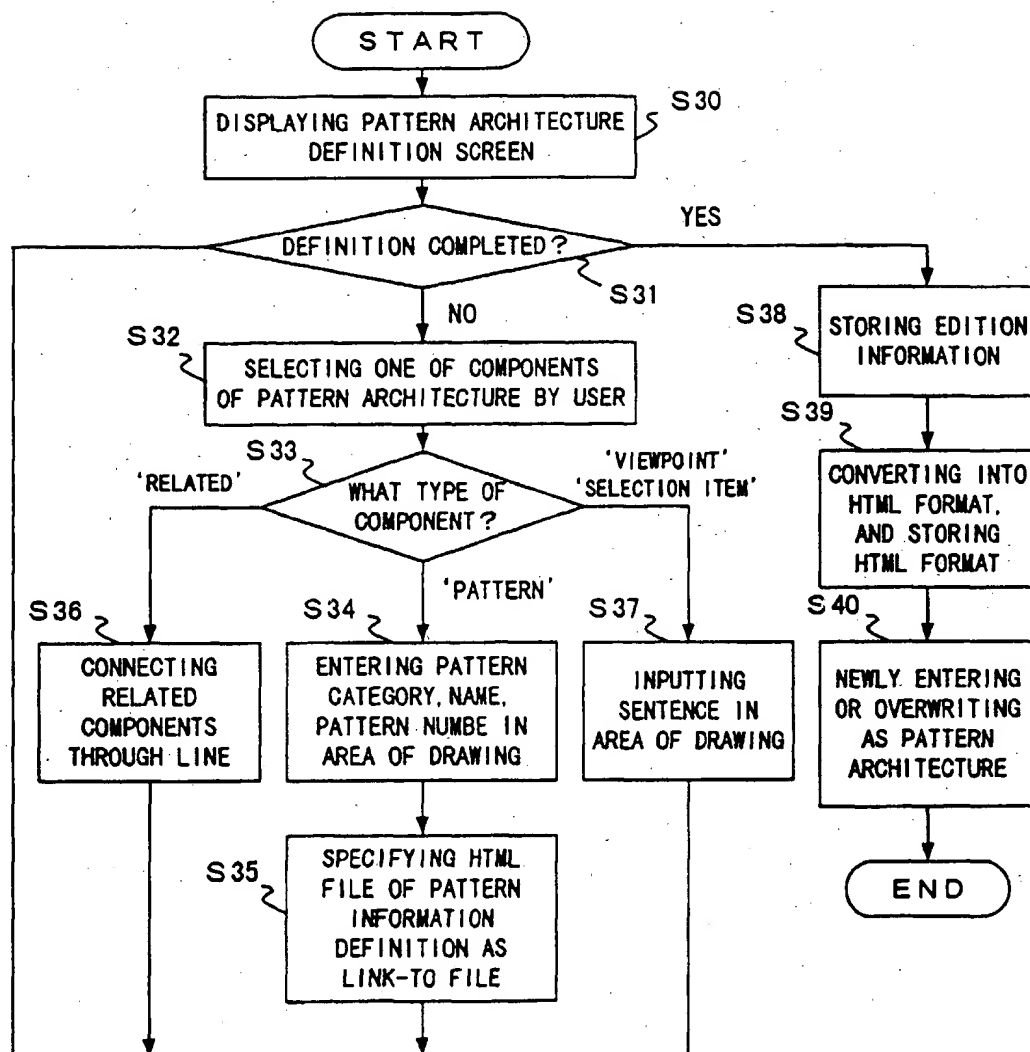 START
S30
DISPLAYING PATTERN ARCHITECTURE
DEFINITION SCREEN
YES
DEFINITION COMPLETED?
S31
NO
S32
SELECTING ONE OF COMPONENTS
OF PATTERN ARCHITECTURE BY USER
S33
'RELATED'
WHAT TYPE OF
COMPONENT?
'VIEWPOINT'
'SELECTION ITEM'
'PATTERN'
S36
CONNECTING
RELATED
COMPONENTS
THROUGH LINE
S34
ENTERING PATTERN
CATEGORY, NAME,
PATTERN NUMBE IN
AREA OF DRAWING
S35
SPECIFYING HTML
FILE OF PATTERN
INFORMATION
DEFINITION AS
LINK-TO FILE
S37
INPUTTING
SENTENCE IN
AREA OF DRAWING
S38
STORING EDITION
INFORMATION
S39
CONVERTING INTO
HTML FORMAT,
AND STORING
HTML FORMAT
S40
NEWLY ENTERING
OR OVERWRITING
AS PATTERN
ARCHITECTURE
END